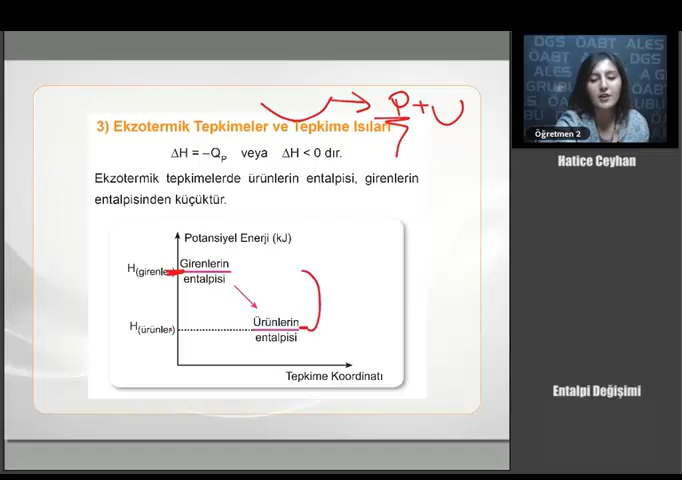 P + U
3) Ekzotermik Tepkimeler ve Tepkime Isıları
ΔH = –Qp veya ΔH < 0 dır.
Ekzotermik tepkimelerde ürünlerin entalpisi, girenlerin
entalpisinden küçüktür.
Potansiyel Enerji (kJ)
H(girenler)
Girenlerin
entalpisi
H(ürünler)
Ürünlerin
entalpisi
Tepkime Koordinatı
DGS ÖABT ALES
Öğretmen 2
Hatice Ceyhan
Entalpi Değişimi